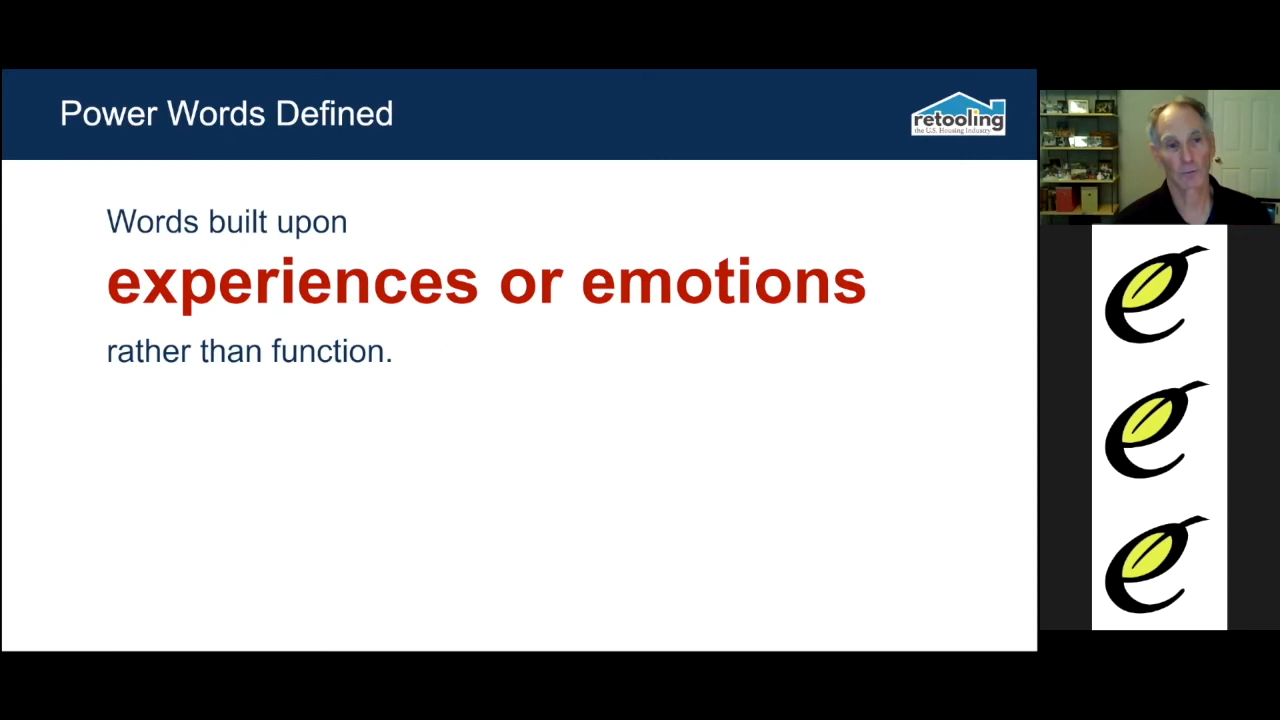 Power Words Defined
retooling
the U.S. Housing Industry
Words built upon
experiences or emotions
rather than function.
e
e
e